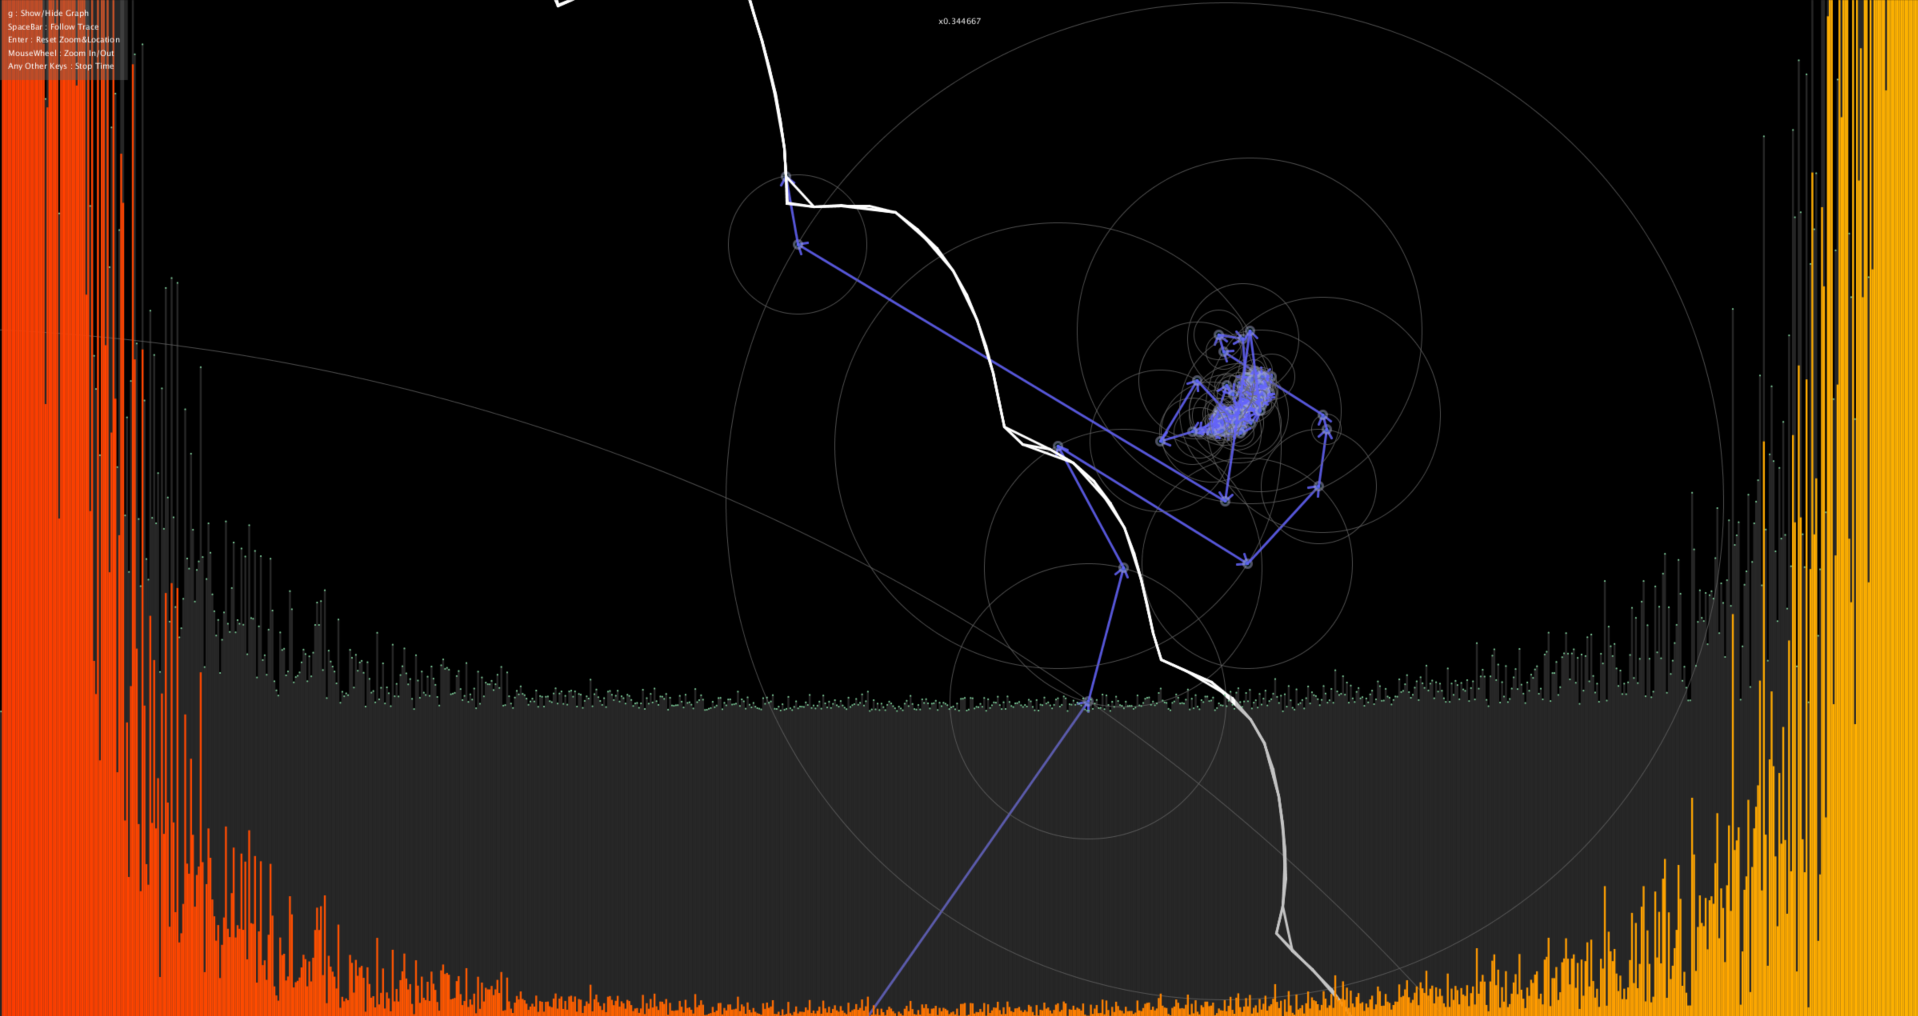 g : Show/Hide Graph
SpaceBar : Follow Trace
Enter : Reset Zoom&Location
MouseWheel : Zoom In/Out
Any Other Keys : Stop Time
x0.344667